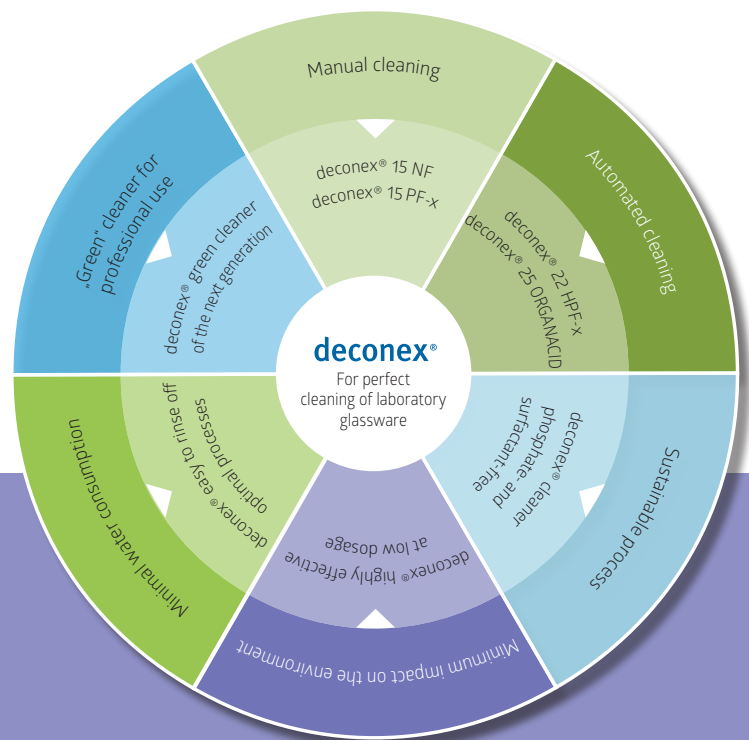 Manual cleaning
deconex® 15 NF
deconex® 15 PF-x
Automated cleaning
deconex® 22 HPF-x
deconex® 25 ORGANACID
Sustainable process
deconex® cleaner
phosphate- and
surfactant-free
Minimum impact on the environment
deconex® highly effective
at low dosage
Minimal water consumption
deconex® easy to rinse off
optimal processes
„Green“ cleaner for
professional use
deconex® green cleaner
of the next generation
deconex®
For perfect
cleaning of laboratory
glassware